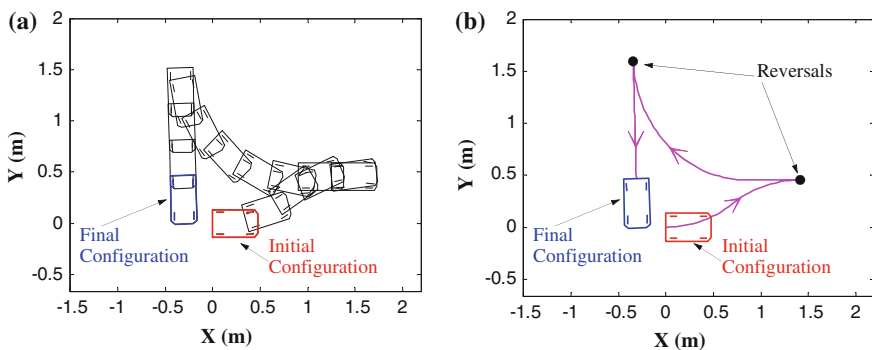 (a)
2
1.5
1
0.5
0
-0.5
Y (m)
Final
Configuration
Initial
Configuration
-1.5
-1
-0.5
0
0.5
1
1.5
2
X (m)
(b)
2
1.5
1
0.5
0
-0.5
Y (m)
Reversals
Final
Configuration
Initial
Configuration
-1.5
-1
-0.5
0
0.5
1
1.5
2
X (m)